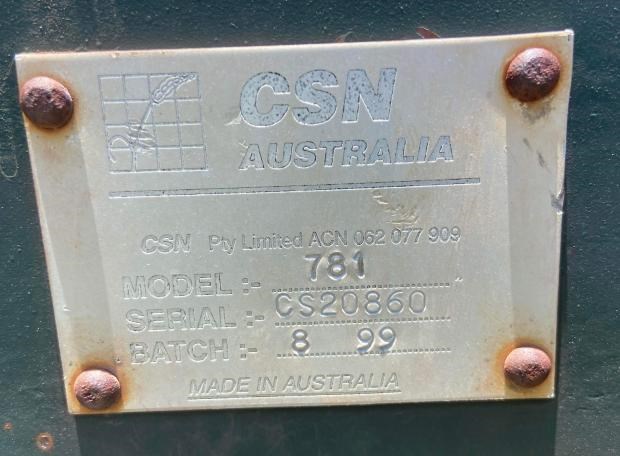 CSN
AUSTRALIA
CSN Pty Limited ACN 062 077 909
MODEL :- 781
SERIAL :- CS20860
BATCH :- 8 99
MADE IN AUSTRALIA